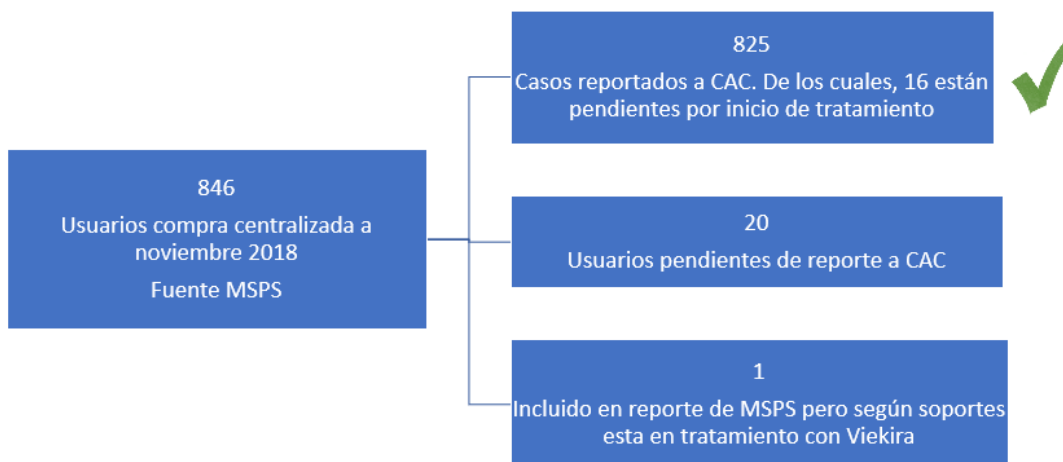 825
Casos reportados a CAC. De los cuales, 16 están
pendientes por inicio de tratamiento
846
Usuarios compra centralizada a
noviembre 2018
Fuente MSPS
20
Usuarios pendientes de reporte a CAC
1
Incluido en reporte de MSPS pero según soportes
esta en tratamiento con Viekira